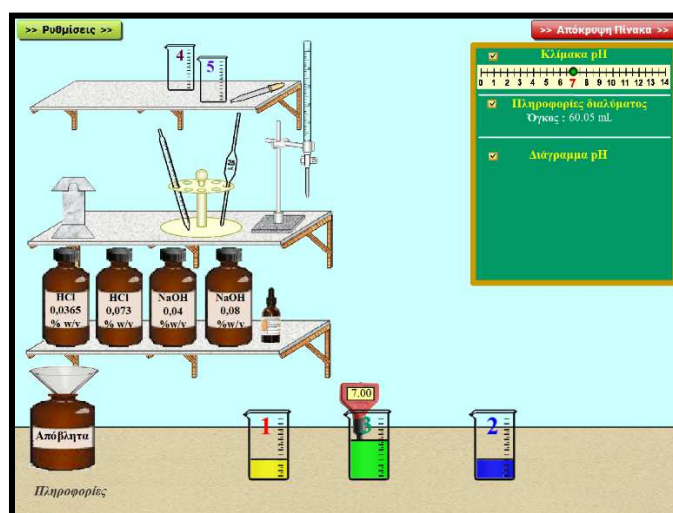 >> Ρυθμίσεις >>
>> Απόκρυψη Πίνακα >>
Κλίμακα pH
0 1 2 3 4 5 6 7 8 9 10 11 12 13 14
Πληροφορίες διαλύματος
Όγκος : 60.05 mL
Διάγραμμα pH
4
5
HCl
0,0365
% w/v
HCl
0,073
% w/v
NaOH
0,04
%w/v
NaOH
0,08
%w/v
Απόβλητα
7.00
1
3
2
Πληροφορίες